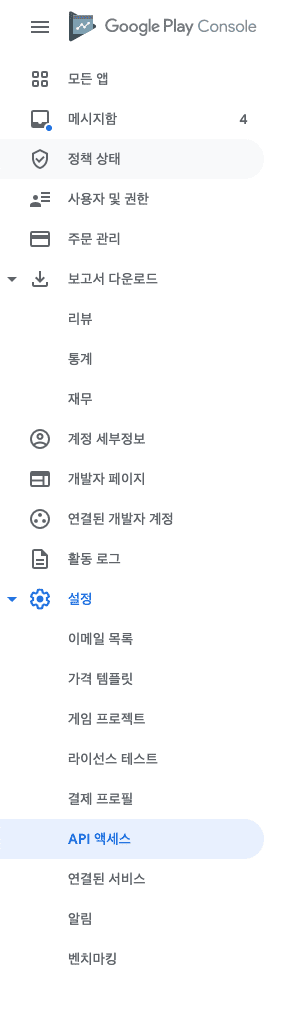 Google Play Console
모든 앱
메시지함 4
정책 상태
사용자 및 권한
주문 관리
보고서 다운로드
리뷰
통계
재무
계정 세부정보
개발자 페이지
연결된 개발자 계정
활동 로그
설정
이메일 목록
가격 템플릿
게임 프로젝트
라이선스 테스트
결제 프로필
API 액세스
연결된 서비스
알림
벤치마킹